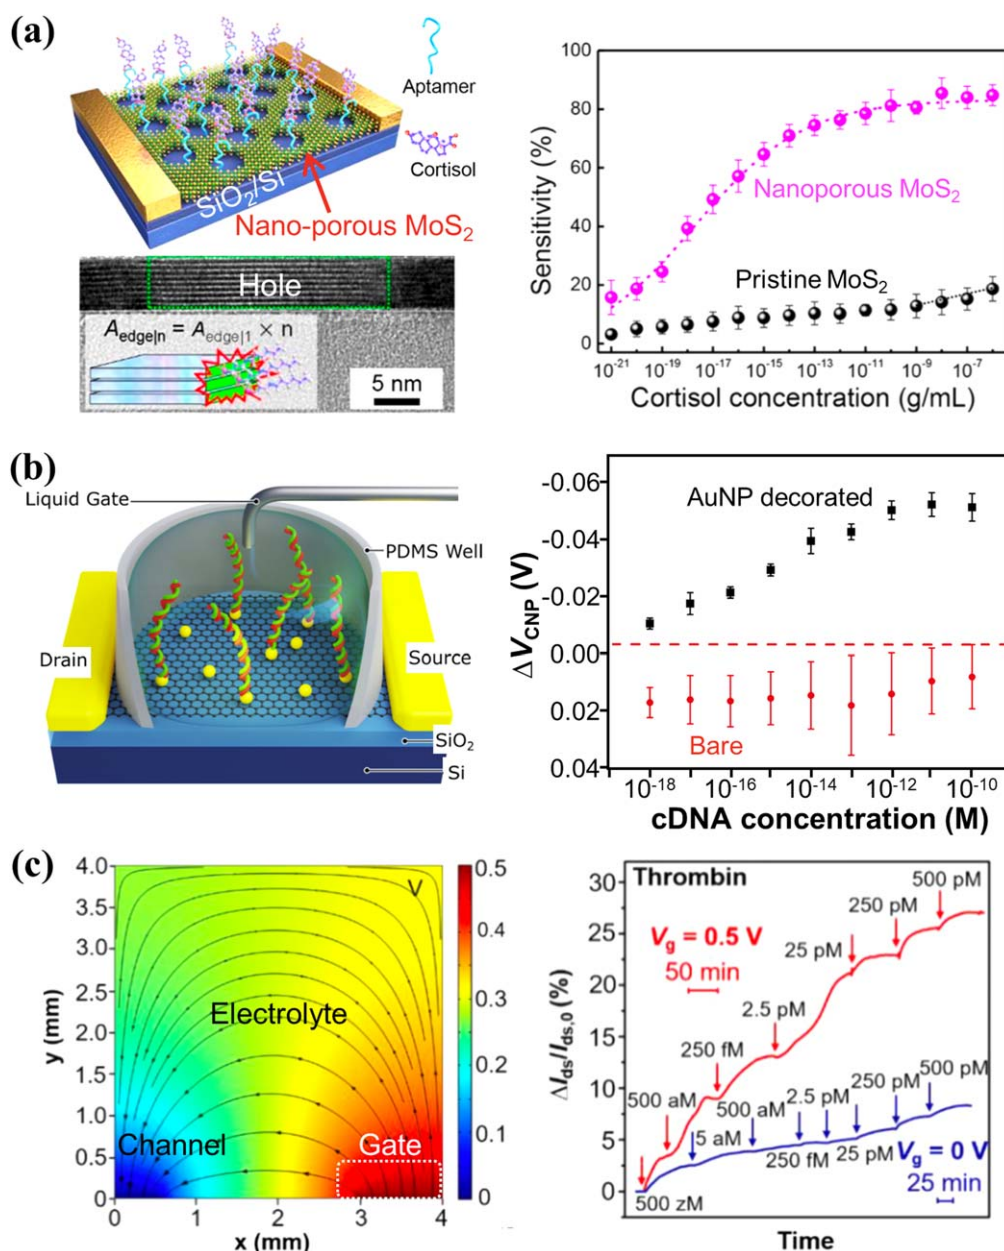 (a)
Aptamer
Cortisol
SiO₂/Si
Nano-porous MoS₂
Hole
A_edge|n = A_edge|1 × n
5 nm
100
80
60
40
20
0
Sensitivity (%)
Nanoporous MoS₂
Pristine MoS₂
10⁻²¹ 10⁻¹⁹ 10⁻¹⁷ 10⁻¹⁵ 10⁻¹³ 10⁻¹¹ 10⁻⁹ 10⁻⁷
Cortisol concentration (g/mL)
(b)
Liquid Gate
PDMS Well
Drain
Source
SiO₂
Si
-0.06
-0.04
-0.02
0.00
0.02
0.04
ΔV_CNP (V)
AuNP decorated
Bare
10⁻¹⁸ 10⁻¹⁶ 10⁻¹⁴ 10⁻¹² 10⁻¹⁰
cDNA concentration (M)
(c)
4.0
3.5
3.0
2.5
2.0
1.5
1.0
0.5
0
y (mm)
V
Electrolyte
Channel
Gate
0 1 2 3 4
x (mm)
0.5
0.4
0.3
0.2
0.1
0
30
25
20
15
10
5
0
ΔI_ds/I_ds,0 (%)
Thrombin
V_g = 0.5 V
50 min
500 zM
500 aM
250 fM
2.5 pM
25 pM
250 pM
500 pM
5 aM
500 aM
250 fM
2.5 pM
25 pM
250 pM
500 pM
V_g = 0 V
25 min
Time